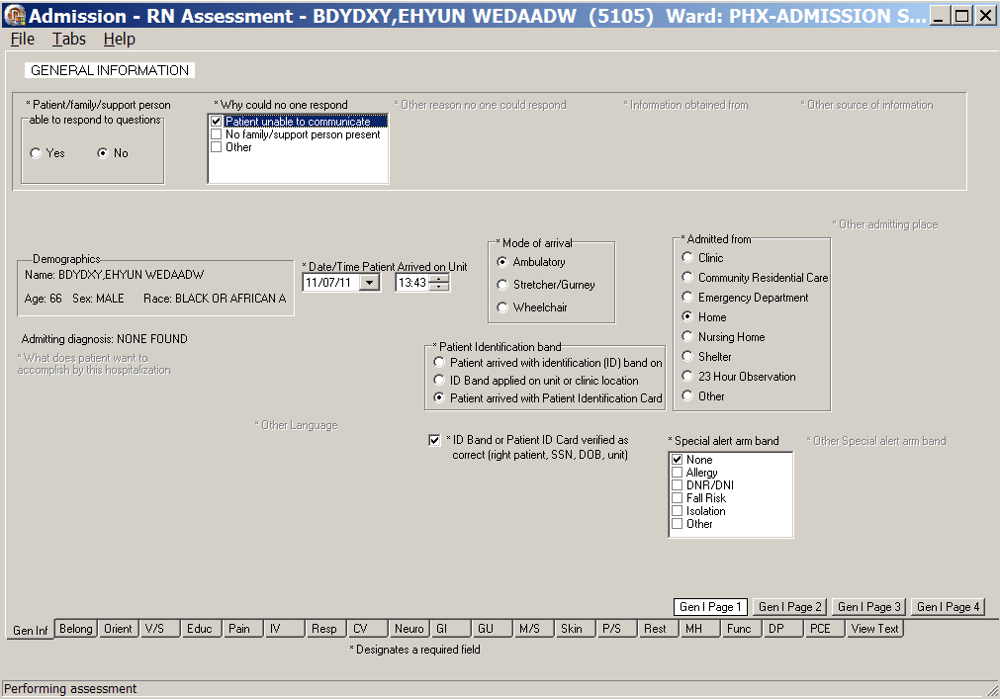 Admission - RN Assessment - BDYDXY,EHYUN WEDAADW (5105) Ward: PHX-ADMISSION S...
File Tabs Help
GENERAL INFORMATION
* Patient/family/support person
able to respond to questions
Yes No
* Why could no one respond
Patient unable to communicate
No family/support person present
Other
* Other reason no one could respond
* Information obtained from
* Other source of information
* Other admitting place
Demographics
Name: BDYDXY,EHYUN WEDAADW
Age: 66 Sex: MALE Race: BLACK OR AFRICAN A
* Date/Time Patient Arrived on Unit
11/07/11 13:43
* Mode of arrival
Ambulatory
Stretcher/Gurney
Wheelchair
* Admitted from
Clinic
Community Residential Care
Emergency Department
Home
Nursing Home
Shelter
23 Hour Observation
Other
Admitting diagnosis: NONE FOUND
* What does patient want to
accomplish by this hospitalization
* Patient Identification band
Patient arrived with identification (ID) band on
ID Band applied on unit or clinic location
Patient arrived with Patient Identification Card
* Other Language
* ID Band or Patient ID Card verified as
correct (right patient, SSN, DOB, unit)
* Special alert arm band
None
Allergy
DNR/DNI
Fall Risk
Isolation
Other
* Other Special alert arm band
Gen I Page 1 Gen I Page 2 Gen I Page 3 Gen I Page 4
Gen Inf Belong Orient V/S Educ Pain IV Resp CV Neuro GI GU M/S Skin P/S Rest MH Func DP PCE View Text
* Designates a required field
Performing assessment